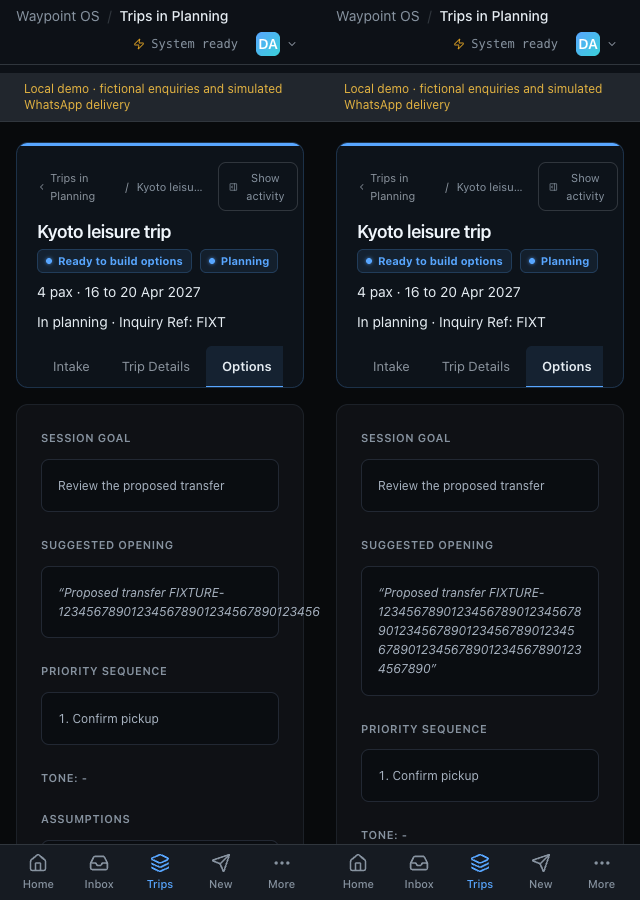 Waypoint OS / Trips in Planning
System ready DA
Local demo · fictional enquiries and simulated
WhatsApp delivery
Trips in
Planning
/ Kyoto leisu...
Show
activity
Kyoto leisure trip
Ready to build options
Planning
4 pax · 16 to 20 Apr 2027
In planning · Inquiry Ref: FIXT
Intake Trip Details Options
SESSION GOAL
Review the proposed transfer
SUGGESTED OPENING
“Proposed transfer FIXTURE-
123456789012345678901234567890123456
PRIORITY SEQUENCE
1. Confirm pickup
TONE: -
ASSUMPTIONS
Home Inbox Trips New More
Waypoint OS / Trips in Planning
System ready DA
Local demo · fictional enquiries and simulated
WhatsApp delivery
Trips in
Planning
/ Kyoto leisu...
Show
activity
Kyoto leisure trip
Ready to build options
Planning
4 pax · 16 to 20 Apr 2027
In planning · Inquiry Ref: FIXT
Intake Trip Details Options
SESSION GOAL
Review the proposed transfer
SUGGESTED OPENING
“Proposed transfer FIXTURE-
1234567890123456789012345678
901234567890123456789012345
6789012345678901234567890123
4567890”
PRIORITY SEQUENCE
1. Confirm pickup
TONE: -
Home Inbox Trips New More